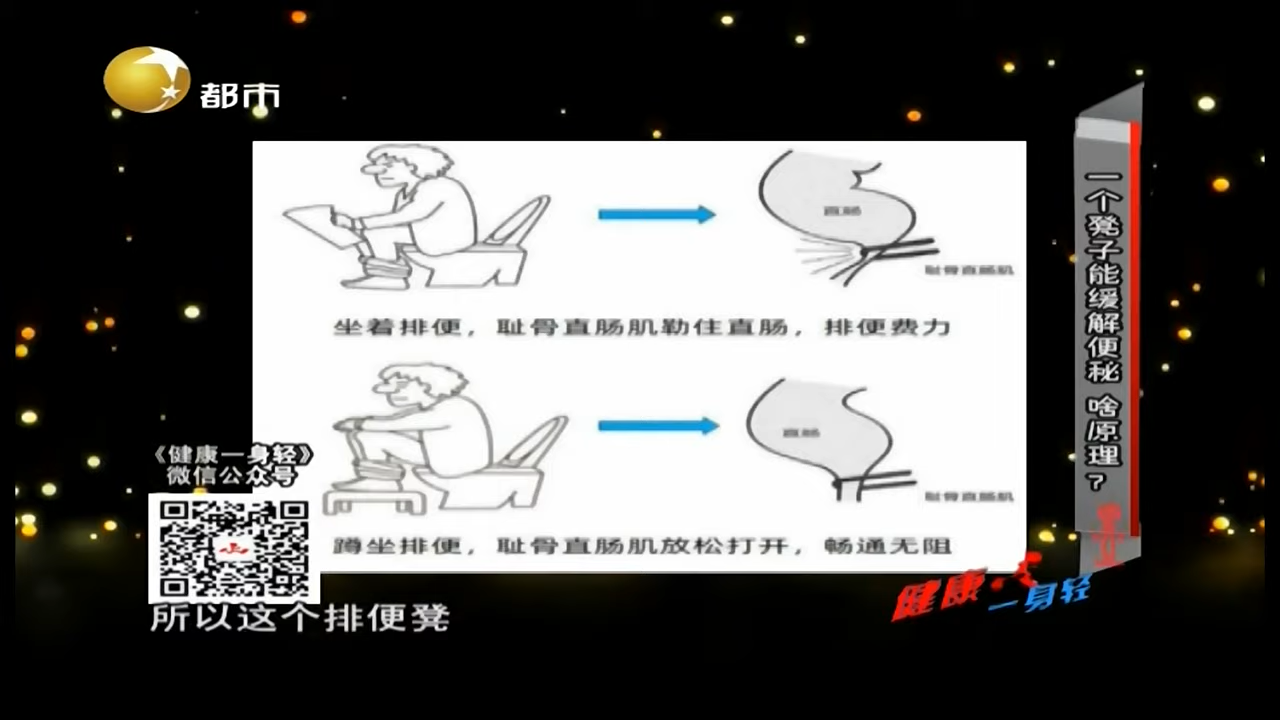 都市
直肠
耻骨直肠肌
坐着排便，耻骨直肠肌勒住直肠，排便费力
直肠
耻骨直肠肌
蹲坐排便，耻骨直肠肌放松打开，畅通无阻
一个凳子能缓解便秘 啥原理？
《健康一身轻》
微信公众号
健康
一身轻
所以这个排便凳